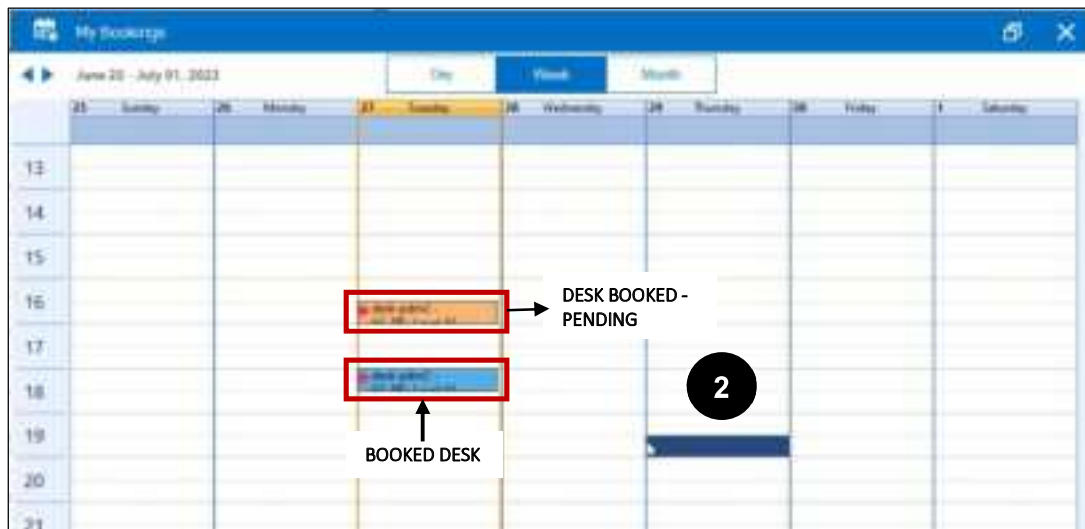 My Bookings
June 25 - July 01, 2023
Day Week Month
25 Sunday 26 Monday 27 Tuesday 28 Wednesday 29 Thursday 30 Friday 1 Saturday
13
14
15
16
DESK BOOKED -
PENDING
17
2
18
19
BOOKED DESK
20
21